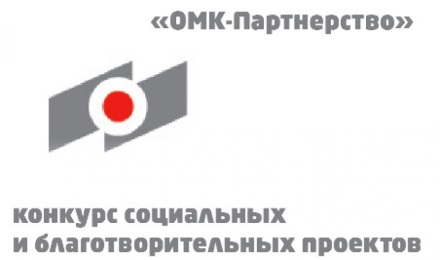 «ОМК-Партнерство»
конкурс социальных
и благотворительных проектов